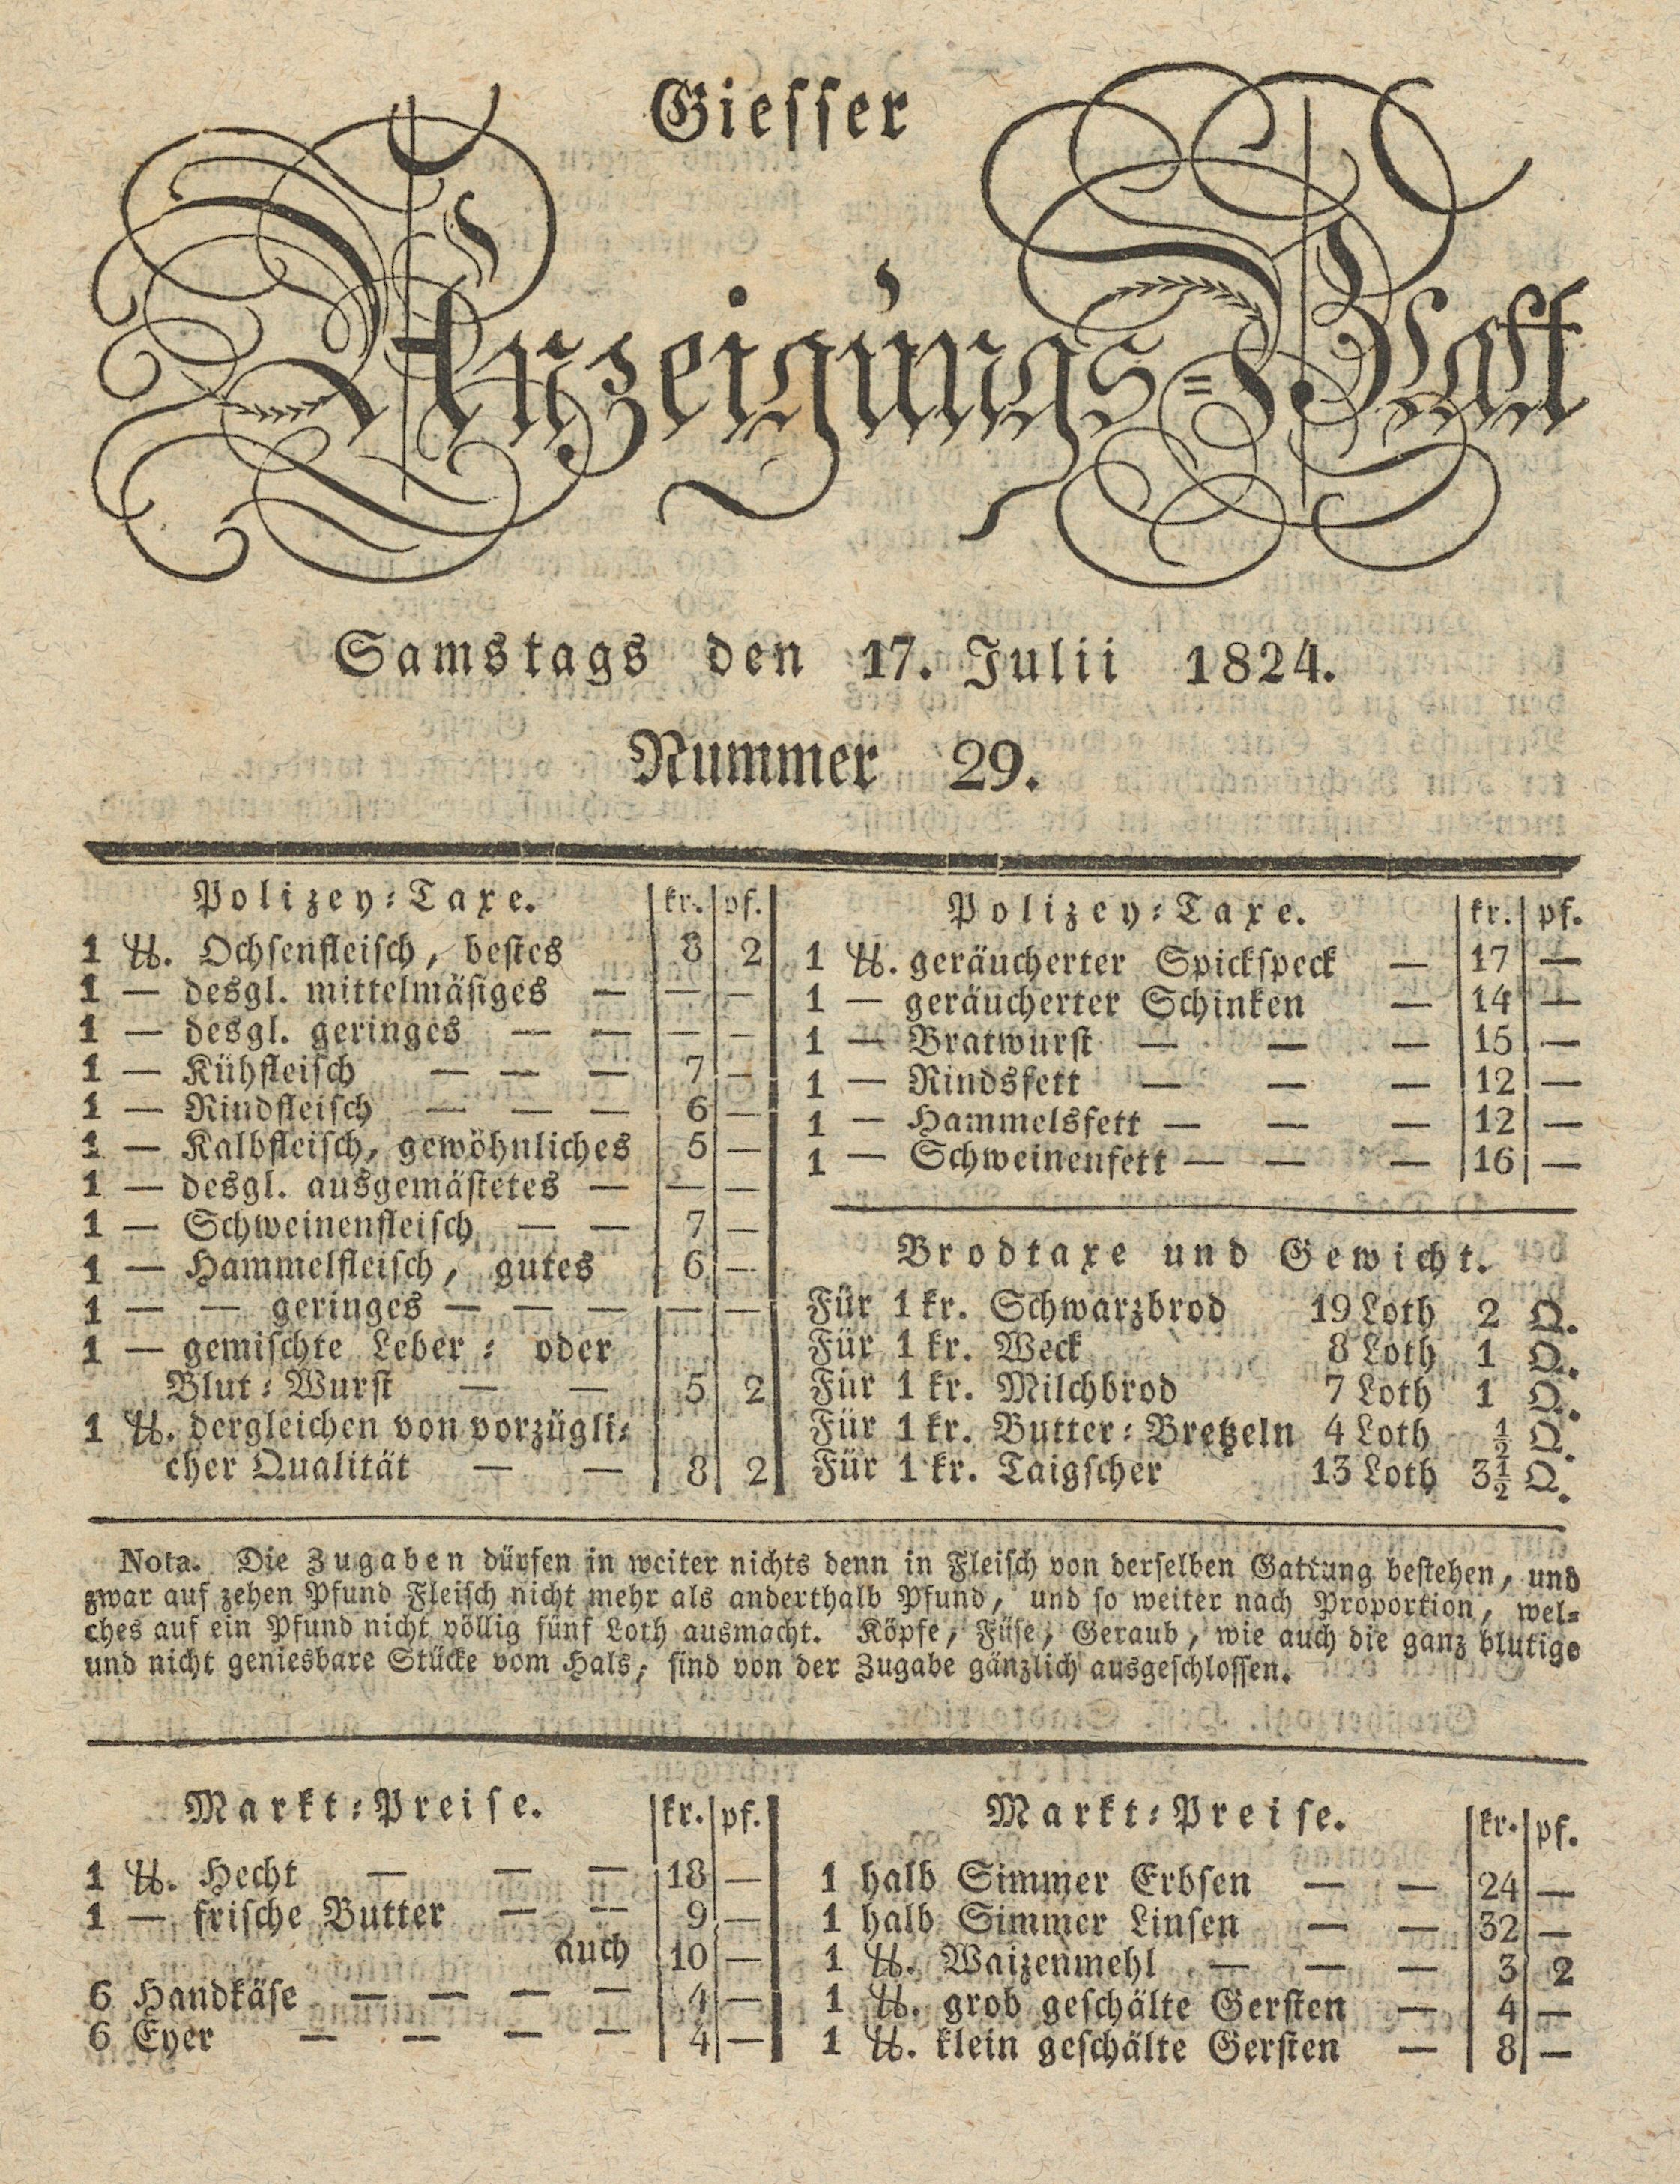 Giesser
Anzeigungs=Blatt
Samstags den 17. Julii 1824.
Nummer 29.
Polizey=Taxe. kr. pf.
1 ℔. Ochsenfleisch, bestes 8 2
1 — desgl. mittelmäsiges — — —
1 — desgl. geringes — — — —
1 — Kühfleisch — — — 7 —
1 — Rindfleisch — — — 6 —
1 — Kalbfleisch, gewöhnliches 5 —
1 — desgl. ausgemästetes — — —
1 — Schweinenfleisch — — 7 —
1 — Hammelfleisch, gutes 6 —
1 — — geringes — — — — —
1 — gemischte Leber= oder
Blut=Wurst — — 5 2
1 ℔. dergleichen von vorzügli=
cher Qualität — — 8 2
Polizey=Taxe. kr. pf.
1 ℔. geräucherter Spickspeck — 17 —
1 — geräucherter Schinken — 14 —
1 — Bratwurst — — — 15 —
1 — Rindsfett — — — 12 —
1 — Hammelsfett — — — 12 —
1 — Schweinenfett — — — 16 —
Brodtaxe und Gewicht.
Für 1 kr. Schwarzbrod 19 Loth 2 Q.
Für 1 kr. Weck 8 Loth 1 Q.
Für 1 kr. Milchbrod 7 Loth 1 Q.
Für 1 kr. Butter=Bretzeln 4 Loth ½ Q.
Für 1 kr. Taigscher 13 Loth 3½ Q.
Nota. Die Zugaben dürfen in weiter nichts denn in Fleisch von derselben Gattung bestehen, und
zwar auf zehen Pfund Fleisch nicht mehr als anderthalb Pfund, und so weiter nach Proportion, wel=
ches auf ein Pfund nicht völlig fünf Loth ausmacht. Köpfe, Füse, Geraub, wie auch die ganz blutige
und nicht geniesbare Stücke vom Hals, sind von der Zugabe gänzlich ausgeschlossen.
Markt=Preise. kr. pf.
1 ℔. Hecht — — — 18 —
1 — frische Butter — — 9 —
auch 10 —
6 Handkäse — — — — 4 —
6 Eyer — — — — 4 —
Markt=Preise. kr. pf.
1 halb Simmer Erbsen — — 24 —
1 halb Simmer Linsen — — 32 —
1 ℔. Waizenmehl — — — 3 2
1 ℔. grob geschälte Gersten — 4 —
1 ℔. klein geschälte Gersten — 8 —